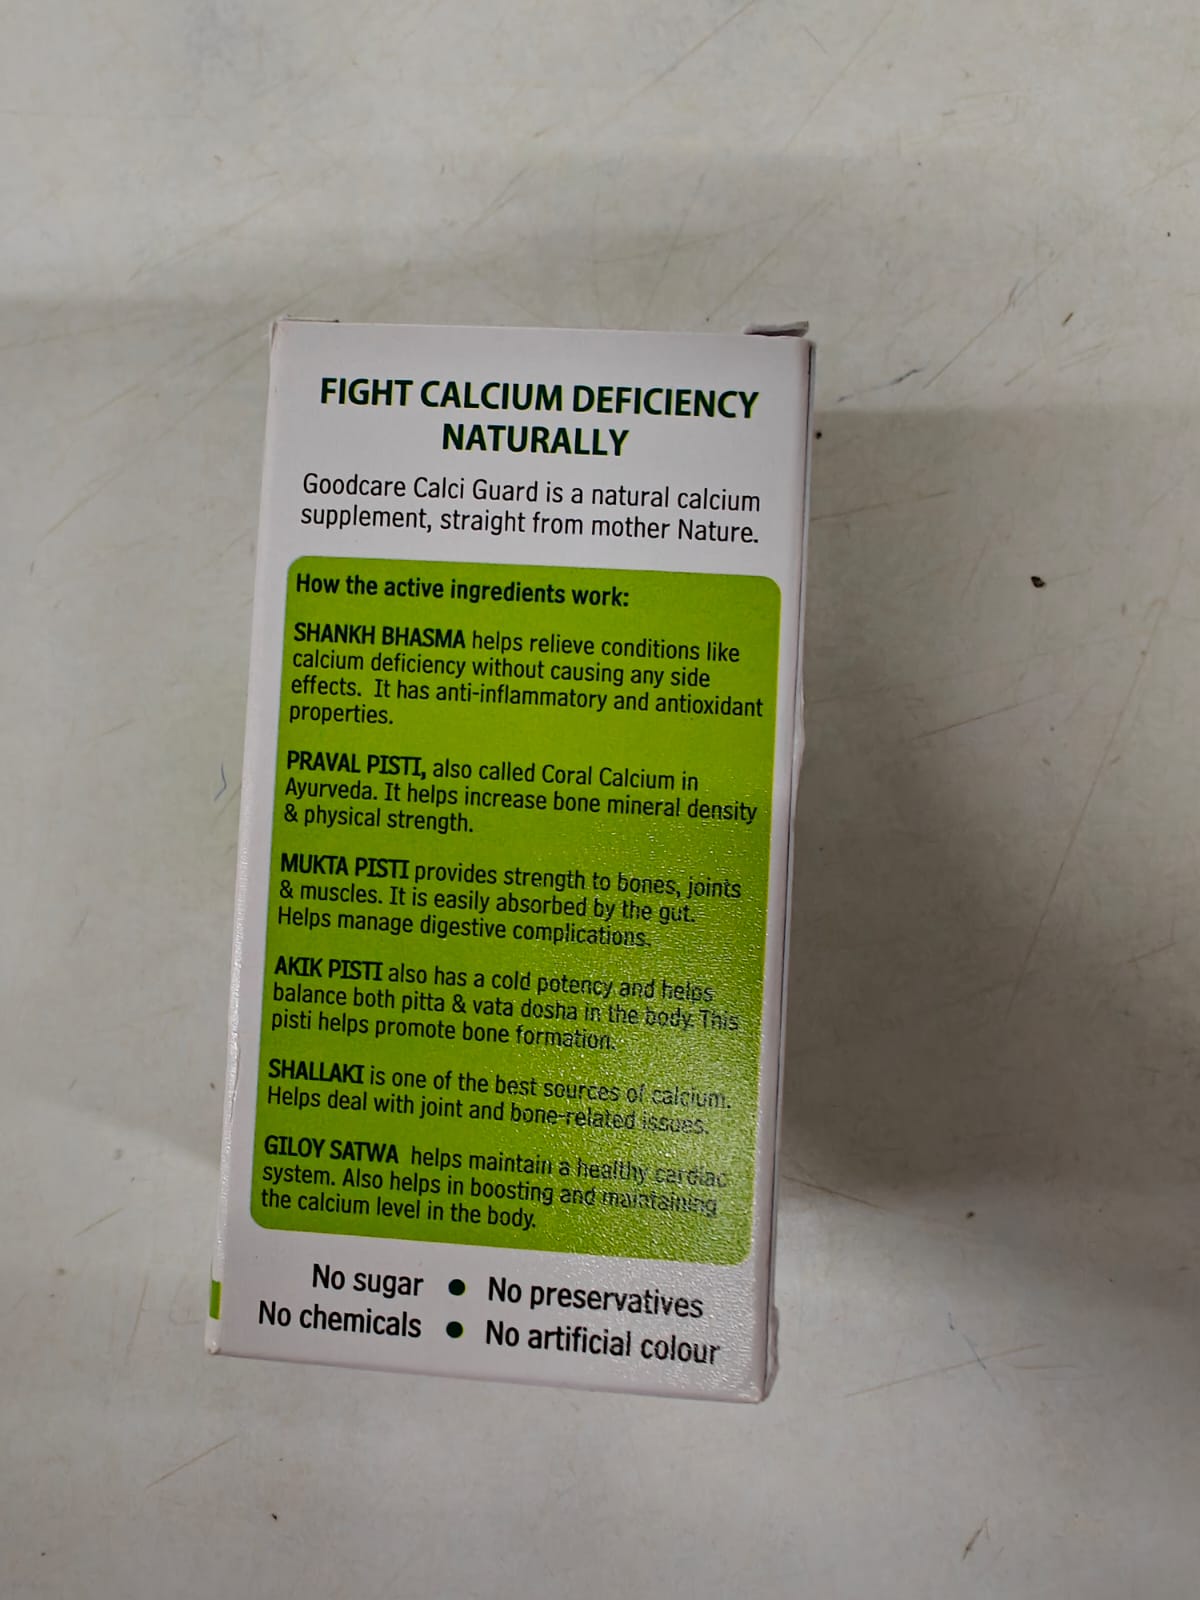 FIGHT CALCIUM DEFICIENCY
NATURALLY
Goodcare Calci Guard is a natural calcium
supplement, straight from mother Nature.
How the active ingredients work:
SHANKH BHASMA helps relieve conditions like
calcium deficiency without causing any side
effects. It has anti-inflammatory and antioxidant
properties.
PRAVAL PISTI, also called Coral Calcium in
Ayurveda. It helps increase bone mineral density
& physical strength.
MUKTA PISTI provides strength to bones, joints
& muscles. It is easily absorbed by the gut.
Helps manage digestive complications.
AKIK PISTI also has a cold potency and helps
balance both pitta & vata dosha in the body. This
pisti helps promote bone formation.
SHALLAKI is one of the best sources of calcium.
Helps deal with joint and bone-related issues.
GILOY SATWA helps maintain a healthy cardiac
system. Also helps in boosting and maintaining
the calcium level in the body.
No sugar ● No preservatives
No chemicals ● No artificial colour